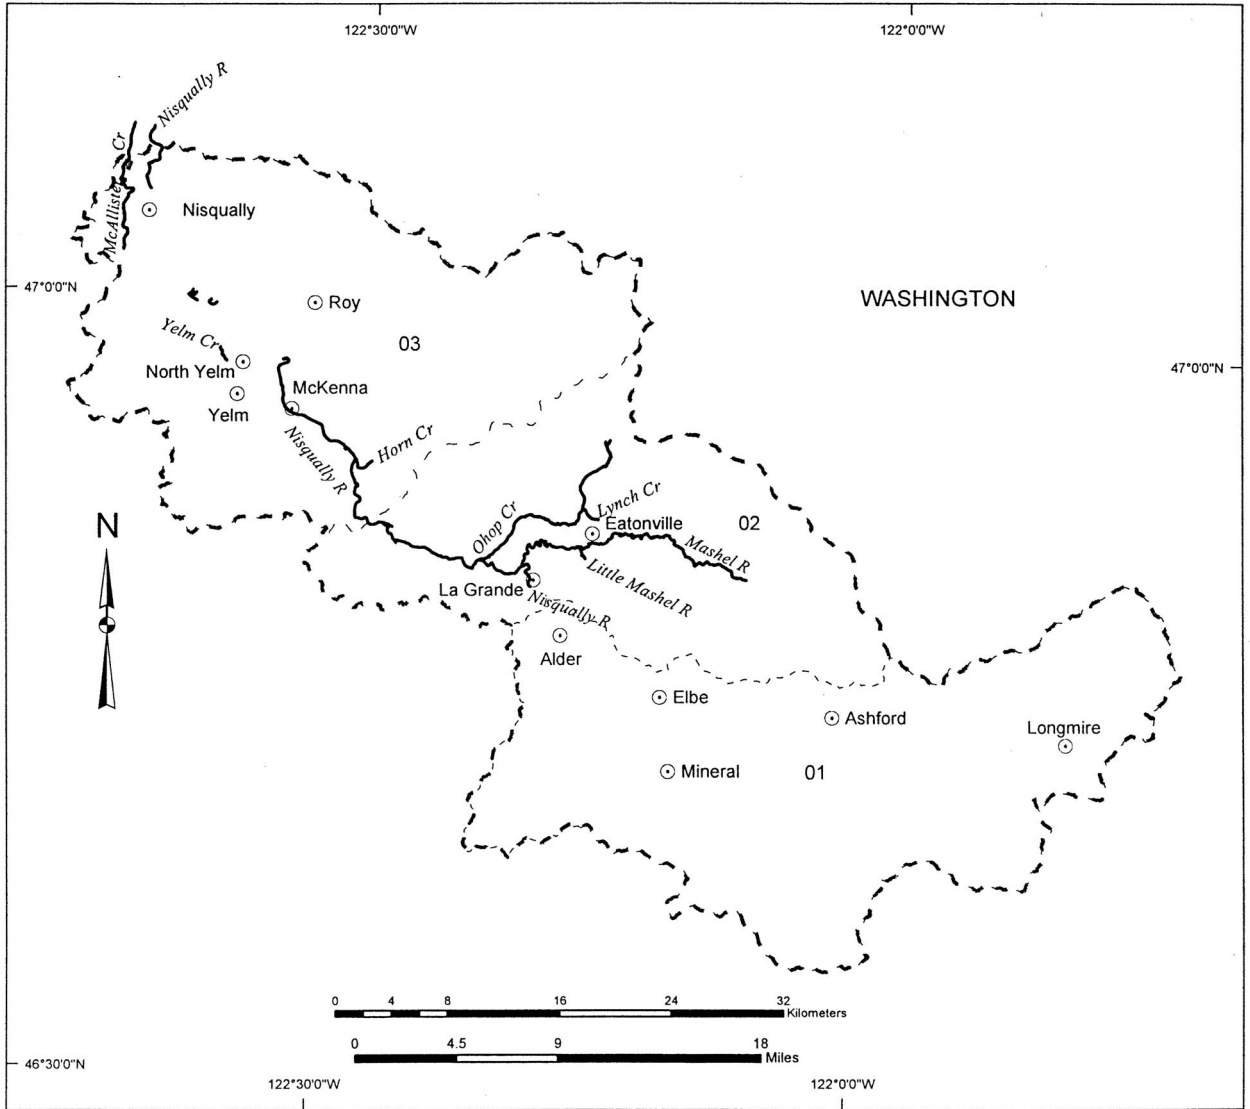 122°30'0"W
122°0'0"W
Nisqually R
McAllister Cr
Nisqually
47°0'0"N
WASHINGTON
Roy
Yelm Cr
03
North Yelm
47°0'0"N
McKenna
Yelm
Nisqually R
Horn Cr
N
Ohop Cr
Lynch Cr
Eatonville
02
Mashel R
La Grande
Little Mashel R
Nisqually R
Alder
Elbe
Ashford
Longmire
Mineral
01
0 4 8 16 24 32
Kilometers
0 4.5 9 18
Miles
46°30'0"N
122°30'0"W
122°0'0"W